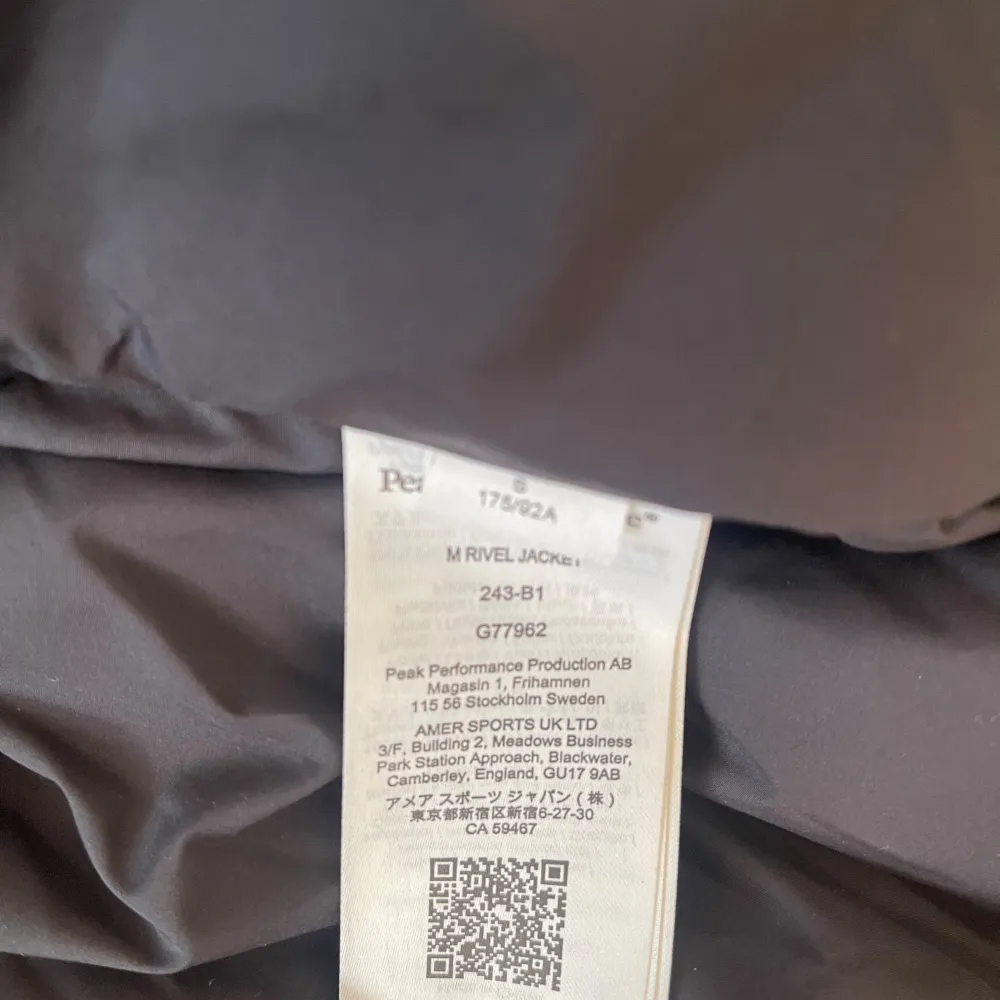 S
175/92A
M RIVEL JACKET
243-B1
G77962
Peak Performance Production AB
Magasin 1, Frihamnen
115 56 Stockholm Sweden
AMER SPORTS UK LTD
3/F, Building 2, Meadows Business
Park Station Approach, Blackwater,
Camberley, England, GU17 9AB
アメア スポーツ ジャパン ( 株 )
東京都新宿区新宿6-27-30
CA 59467